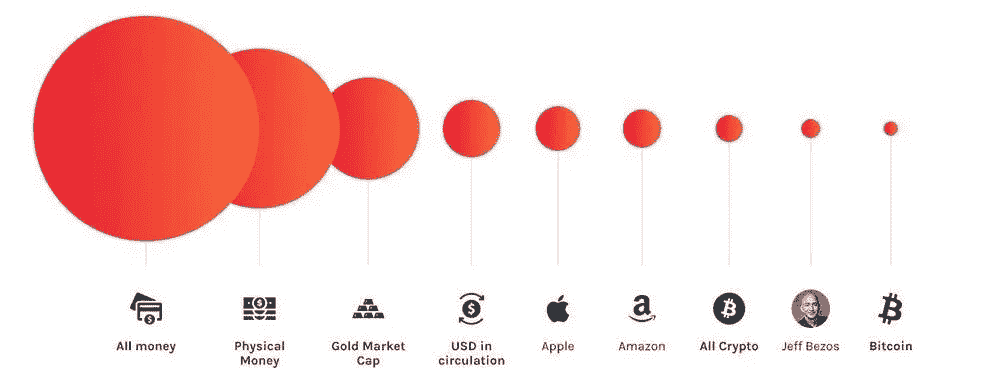 All money
Physical
Money
Gold Market
Cap
USD in
circulation
Apple
Amazon
All Crypto
Jeff Bezos
Bitcoin